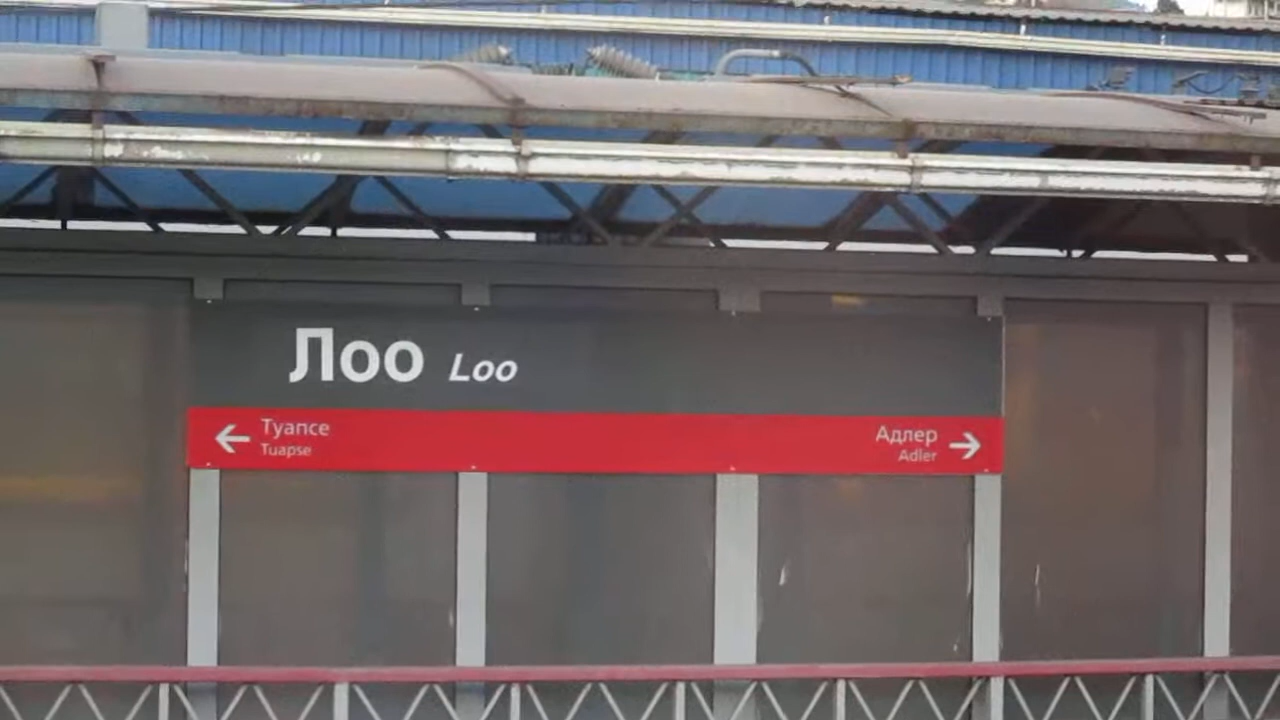 Лоо Loo
← Туапсе
Tuapse
Адлер →
Adler